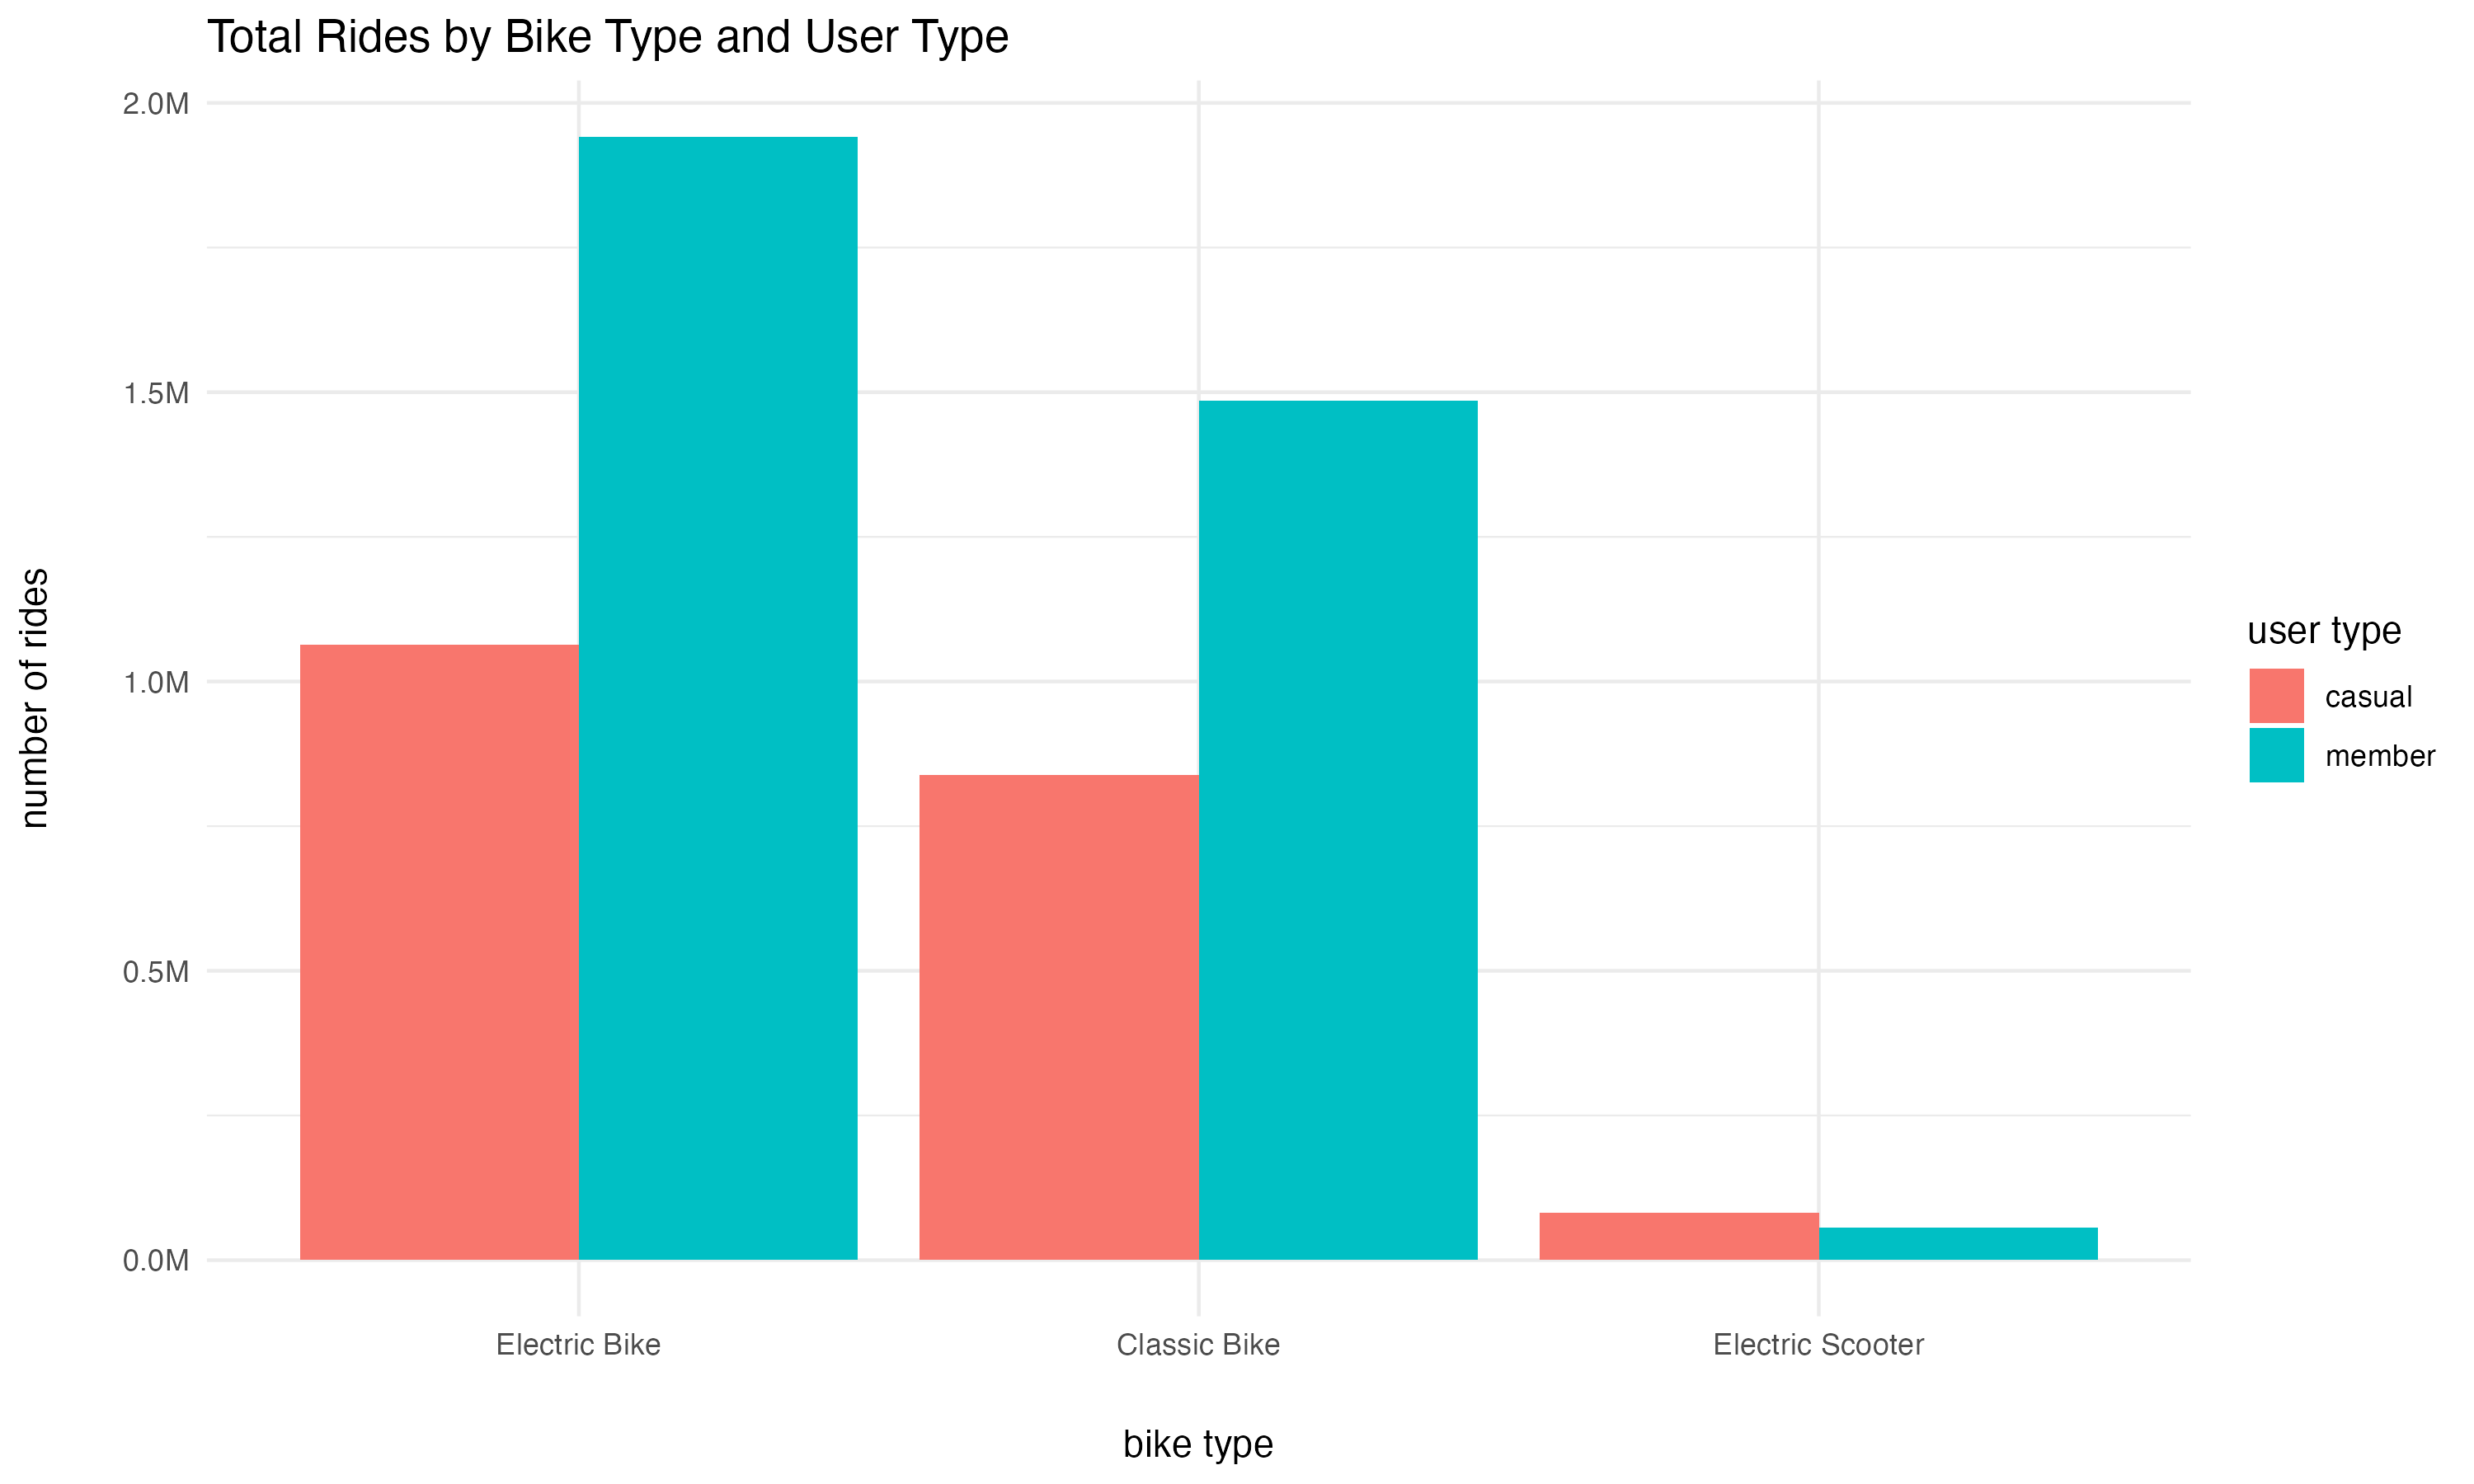 Total Rides by Bike Type and User Type
2.0M
1.5M
1.0M
0.5M
0.0M
number of rides
Electric Bike
Classic Bike
Electric Scooter
bike type
user type
casual
member